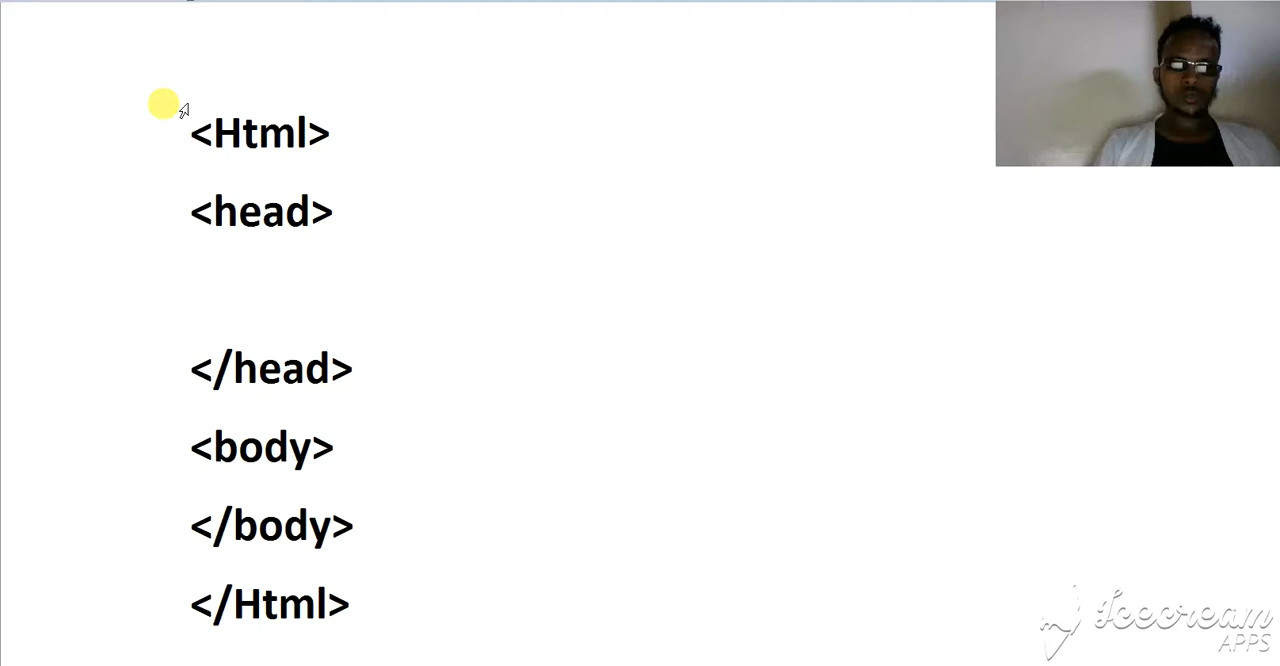 <Html>
<head>
</head>
<body>
</body>
</Html>
Icecream
APPS